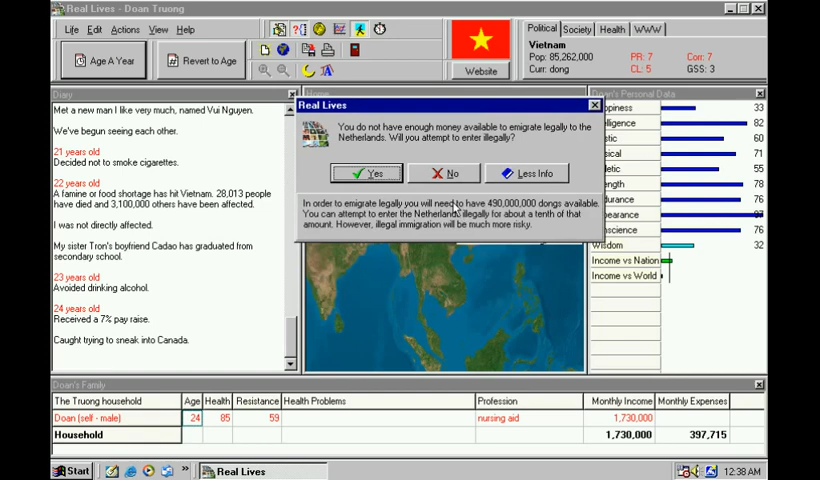 Real Lives - Doan Truong
Life Edit Actions View Help
Age A Year
Revert to Age
Website
Political Society Health WWW
Vietnam
Pop: 85,262,000 PR: 7 Corr: 7
Curr: dong CL: 5 GSS: 3
Diary
Met a new man I like very much, named Vui Nguyen.
We've begun seeing each other.
21 years old
Decided not to smoke cigarettes.
22 years old
A famine or food shortage has hit Vietnam. 28,013 people
have died and 3,100,000 others have been affected.
I was not directly affected.
My sister Tron's boyfriend Cadao has graduated from
secondary school.
23 years old
Avoided drinking alcohol.
24 years old
Received a 7% pay raise.
Caught trying to sneak into Canada.
Home
Real Lives
You do not have enough money available to emigrate legally to the
Netherlands. Will you attempt to enter illegally?
Yes No Less Info
In order to emigrate legally you will need to have 490,000,000 dongs available.
You can attempt to enter the Netherlands illegally for about a tenth of that
amount. However, illegal immigration will be much more risky.
Doan's Personal Data
ppiness 33
elligence 82
istic 60
sical 71
letic 55
ength 78
durance 76
pearance 87
nscience 76
Wisdom 32
Income vs Nation
Income vs World
Doan's Family
The Truong household Age Health Resistance Health Problems Profession Monthly Income Monthly Expenses
Doan (self - male) 24 85 59 nursing aid 1,730,000
Household 1,730,000 397,715
Start Real Lives 12:38 AM